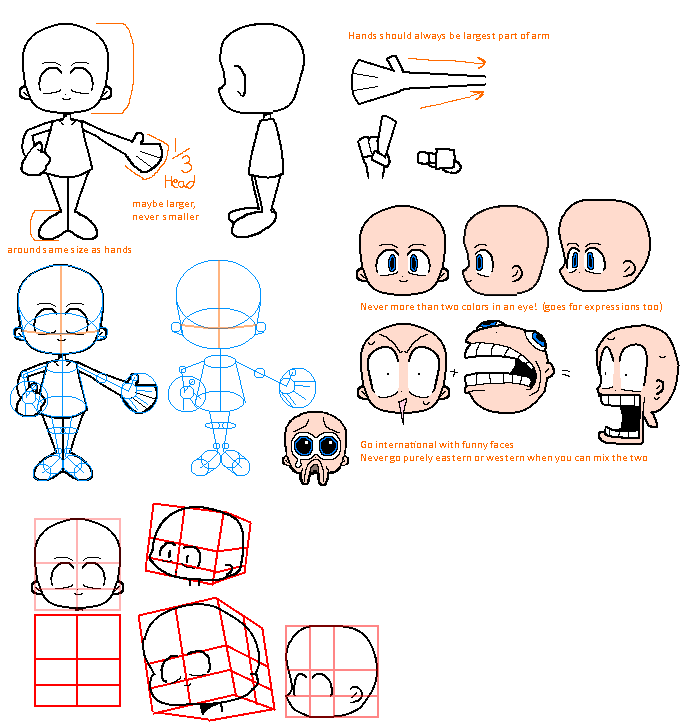 Hands should always be largest part of arm
1/3
Head
maybe larger,
never smaller
around same size as hands
Never more than two colors in an eye! (goes for expressions too)
+
=
Go international with funny faces
Never go purely eastern or western when you can mix the two